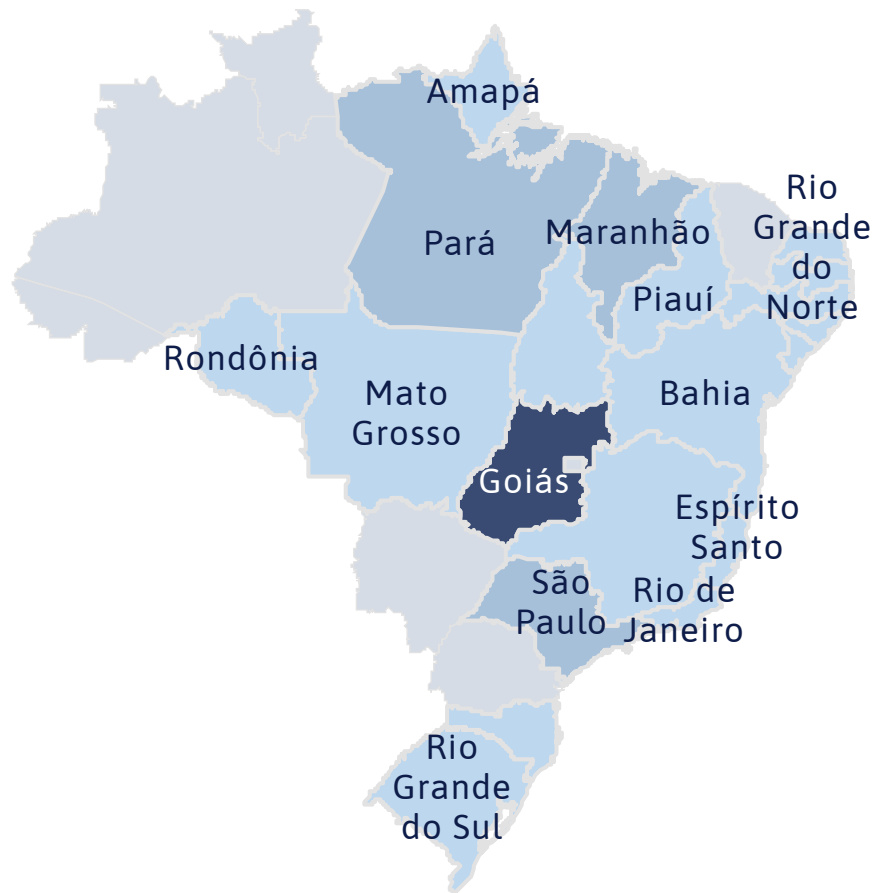 Amapá
Rio
Grande
do
Norte
Pará
Maranhão
Piauí
Rondônia
Mato
Grosso
Bahia
Goiás
Espírito
Santo
São
Paulo
Rio de
Janeiro
Rio
Grande
do Sul